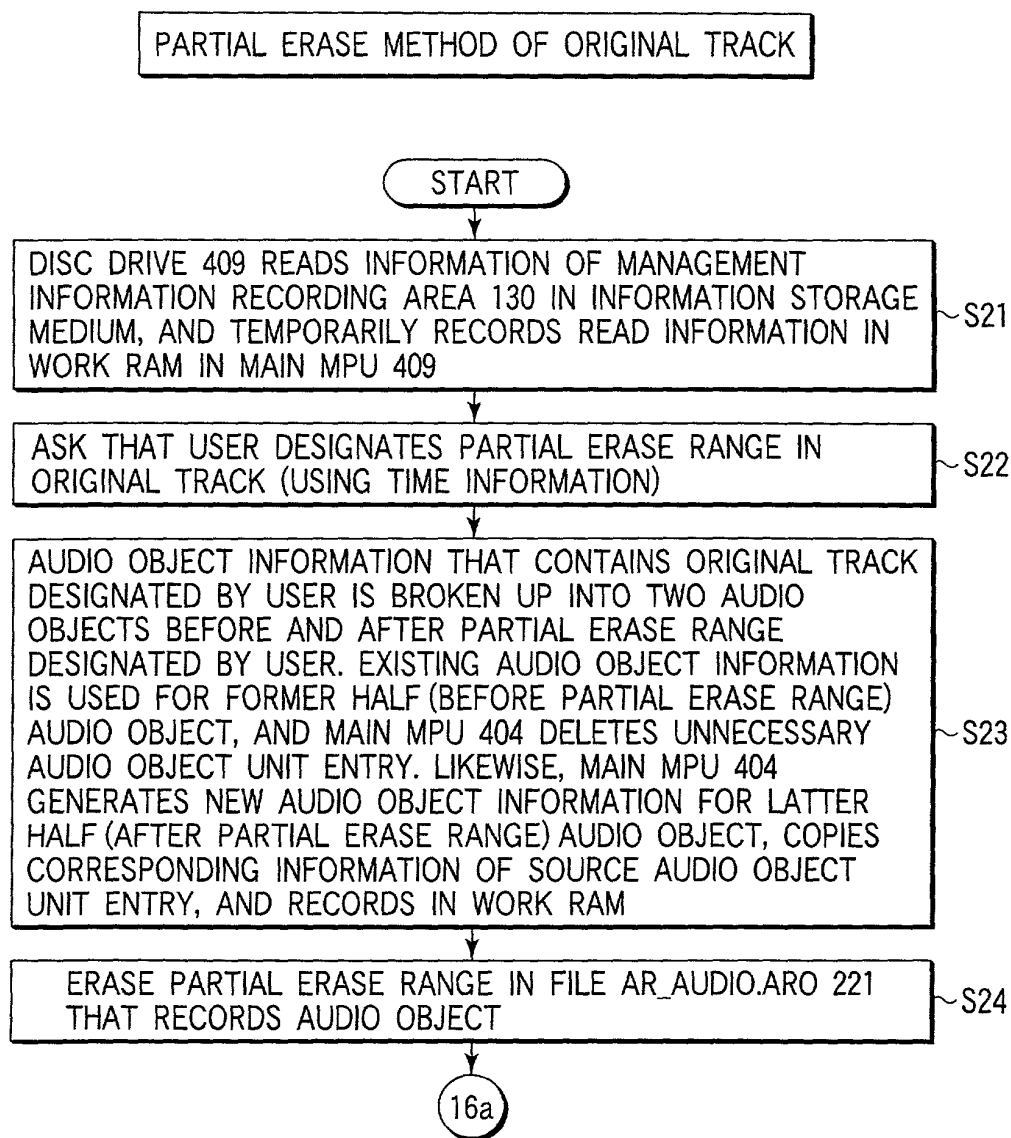 PARTIAL ERASE METHOD OF ORIGINAL TRACK
START
DISC DRIVE 409 READS INFORMATION OF MANAGEMENT
INFORMATION RECORDING AREA 130 IN INFORMATION STORAGE
MEDIUM, AND TEMPORARILY RECORDS READ INFORMATION IN
WORK RAM IN MAIN MPU 409
S21
ASK THAT USER DESIGNATES PARTIAL ERASE RANGE IN
ORIGINAL TRACK (USING TIME INFORMATION)
S22
AUDIO OBJECT INFORMATION THAT CONTAINS ORIGINAL TRACK
DESIGNATED BY USER IS BROKEN UP INTO TWO AUDIO
OBJECTS BEFORE AND AFTER PARTIAL ERASE RANGE
DESIGNATED BY USER. EXISTING AUDIO OBJECT INFORMATION
IS USED FOR FORMER HALF (BEFORE PARTIAL ERASE RANGE)
AUDIO OBJECT, AND MAIN MPU 404 DELETES UNNECESSARY
AUDIO OBJECT UNIT ENTRY. LIKEWISE, MAIN MPU 404
GENERATES NEW AUDIO OBJECT INFORMATION FOR LATTER
HALF (AFTER PARTIAL ERASE RANGE) AUDIO OBJECT, COPIES
CORRESPONDING INFORMATION OF SOURCE AUDIO OBJECT
UNIT ENTRY, AND RECORDS IN WORK RAM
S23
ERASE PARTIAL ERASE RANGE IN FILE AR_AUDIO.ARO 221
THAT RECORDS AUDIO OBJECT
S24
16a